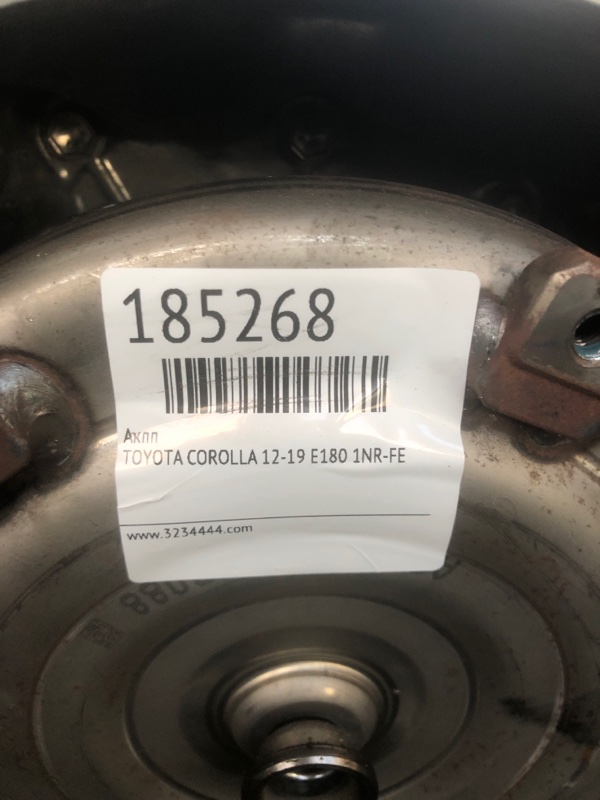 185268
Акпп
TOYOTA COROLLA 12-19 E180 1NR-FE
www.3234444.com